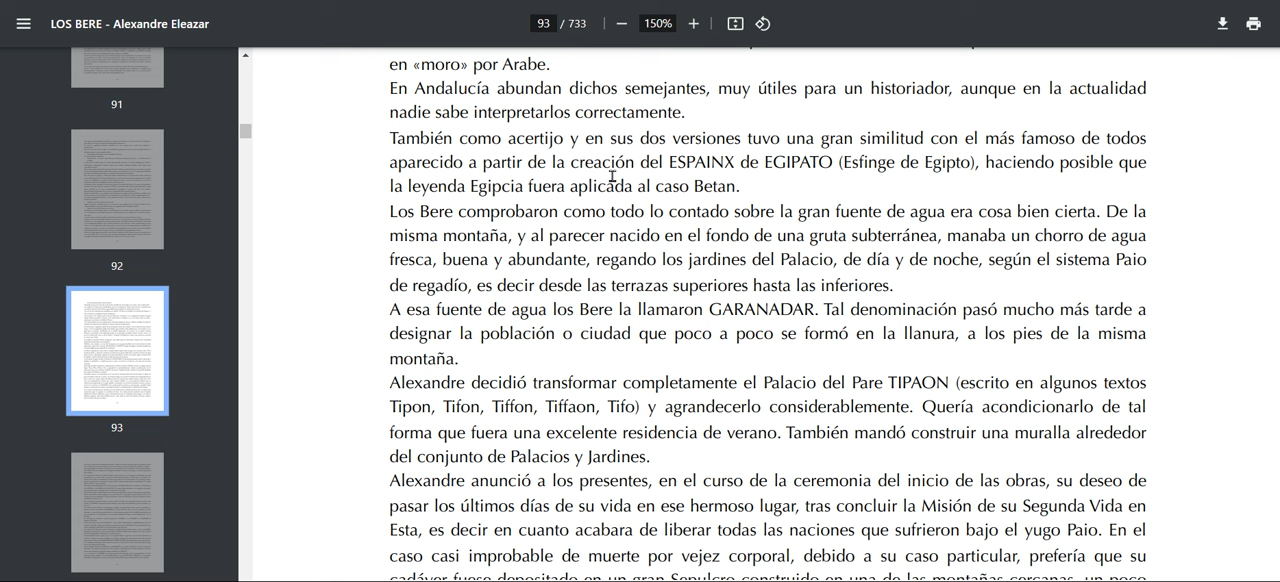 LOS BERE - Alexandre Eleazar
93 / 733
150%
91
92
93
en «moro» por Arabe.
En Andalucía abundan dichos semejantes, muy útiles para un historiador, aunque en la actualidad
nadie sabe interpretarlos correctamente.
También como acertijo y en sus dos versiones tuvo una gran similitud con el más famoso de todos
aparecido a partir de la creación del ESPAINX de EGIPATO (Esfinge de Egipto), haciendo posible que
la leyenda Egipcia fuera aplicada al caso Betan.
Los Bere comprobaron como todo lo contado sobre la gran fuente de agua era cosa bien cierta. De la
misma montaña, y al parecer nacido en el fondo de una gruta subterránea, manaba un chorro de agua
fresca, buena y abundante, regando los jardines del Palacio, de día y de noche, según el sistema Paio
de regadío, es decir desde las terrazas superiores hasta las inferiores.
A esa fuente de agua los Bere la llamaron GARANADA. Tal denominación pasó mucho más tarde a
designar la población o ciudad que poco a poco se formó en la llanura, a los pies de la misma
montaña.
Alexandre decidió transformar completamente el Palacio del Pare TIPAON (escrito en algunos textos
Tipon, Tifon, Tiffon, Tiffaon, Tifo) y agrandecerlo considerablemente. Quería acondicionarlo de tal
forma que fuera una excelente residencia de verano. También mandó construir una muralla alrededor
del conjunto de Palacios y Jardines.
Alexandre anunció a los presentes, en el curso de la ceremonia del inicio de las obras, su deseo de
pasar los últimos días de su vida en ese hermoso lugar, tras concluir la Misión de su Segunda Vida en
Esta, es decir cuando acabara de liberar todas las naciones que sufrieron bajo el yugo Paio. En el
caso casi improbable de muerte por vejez corporal, debido a su caso particular, prefería que su
cadáver fuese depositado en un gran Sepulcro construido en una de las montañas cercanas, un poco